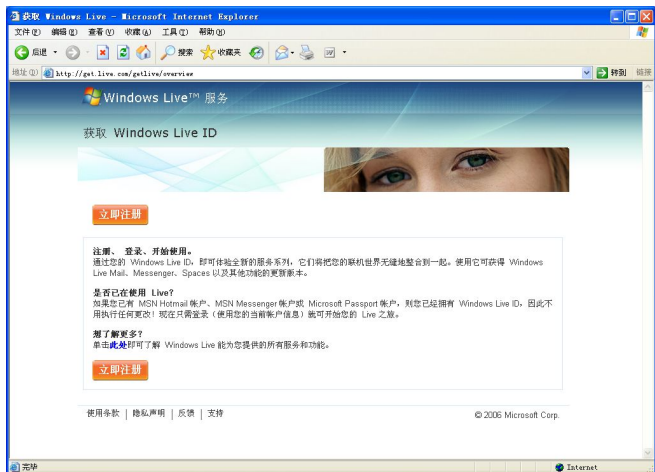 获取 Windows Live - Microsoft Internet Explorer
文件(F) 编辑(E) 查看(V) 收藏(A) 工具(T) 帮助(H)
后退 搜索 收藏夹
地址(D) http://get.live.com/getlive/overview 转到 链接
Windows Live™ 服务
获取 Windows Live ID
立即注册
注册、 登录、开始使用。
通过您的 Windows Live ID，即可体验全新的服务系列，它们将把您的联机世界无缝地整合到一起。使用它可获得 Windows
Live Mail、Messenger、Spaces 以及其他功能的更新版本。
是否已在使用 Live?
如果您已有 MSN Hotmail 帐户、MSN Messenger 帐户或 Microsoft Passport 帐户，则您已经拥有 Windows Live ID，因此不
用执行任何更改！现在只需登录（使用您的当前帐户信息）就可开始您的 Live 之旅。
想了解更多?
单击此处即可了解 Windows Live 能为您提供的所有服务和功能。
立即注册
使用条款 | 隐私声明 | 反馈 | 支持 © 2006 Microsoft Corp.
完毕 Internet